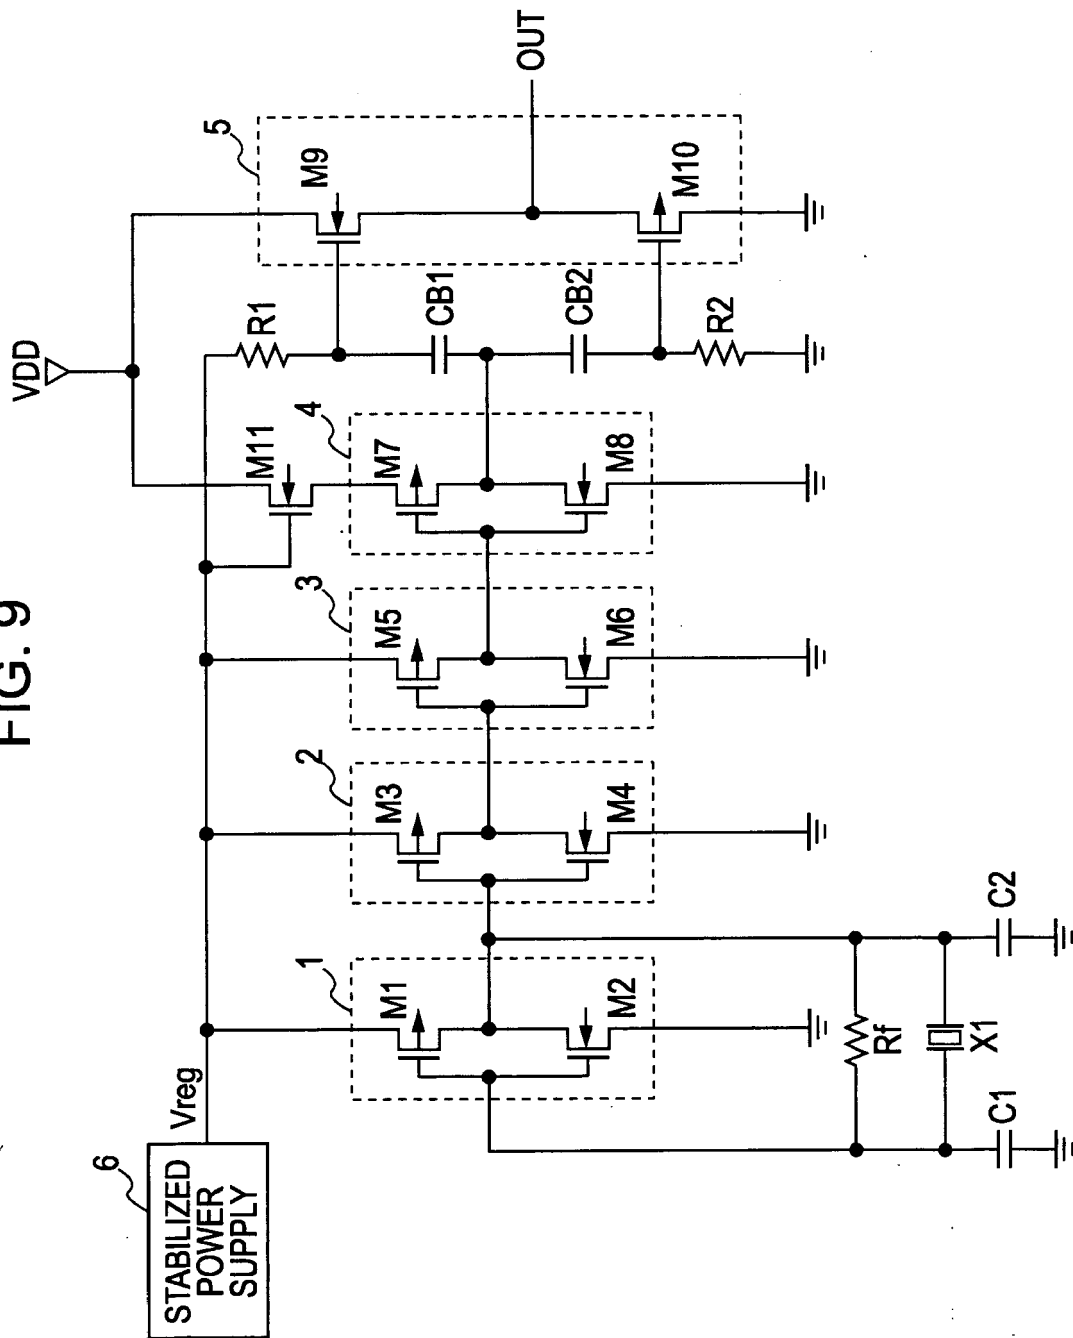 FIG. 9
VDD
5
M9
OUT
M10
R1
CB1
CB2
R2
M11
4
M7
M8
3
M5
M6
2
M3
M4
1
M1
M2
Vreg
6
STABILIZED
POWER
SUPPLY
Rf
X1
C1
C2